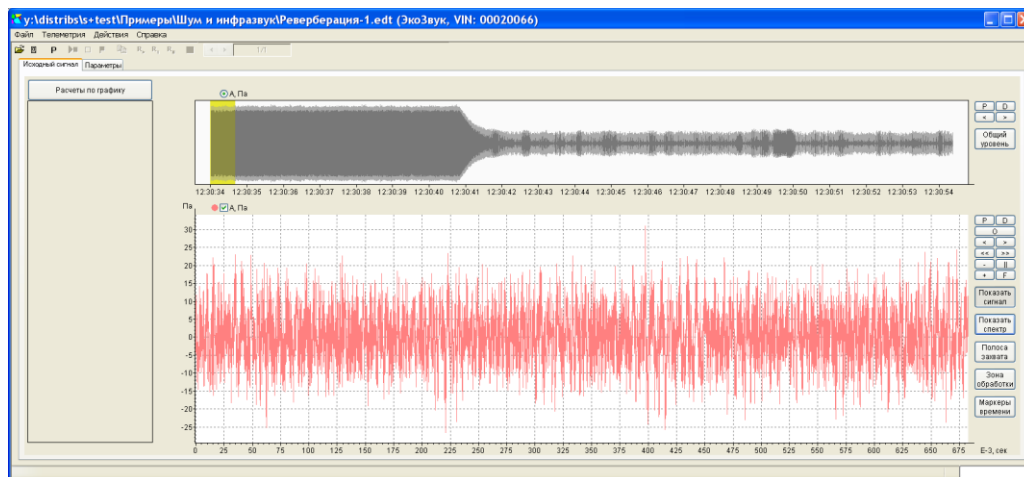 y:\distribs\s+test\Примеры\Шум и инфразвук\Реверберация-1.edt (ЭкоЗвук, VIN: 00020066)
Файл Телеметрия Действия Справка
1/1
Исходный сигнал Параметры
Расчеты по графику
A, Па
P D
< >
Общий уровень
12:30:34 12:30:35 12:30:36 12:30:37 12:30:38 12:30:39 12:30:40 12:30:41 12:30:42 12:30:43 12:30:44 12:30:45 12:30:46 12:30:47 12:30:48 12:30:49 12:30:50 12:30:51 12:30:52 12:30:53 12:30:54
Па A, Па
30
25
20
15
10
5
0
-5
-10
-15
-20
-25
0 25 50 75 100 125 150 175 200 225 250 275 300 325 350 375 400 425 450 475 500 525 550 575 600 625 650 675 E-3, сек
P D
O
< >
<< >>
- ||
+ F
Показать сигнал
Показать спектр
Полоса захвата
Зона обработки
Маркеры времени